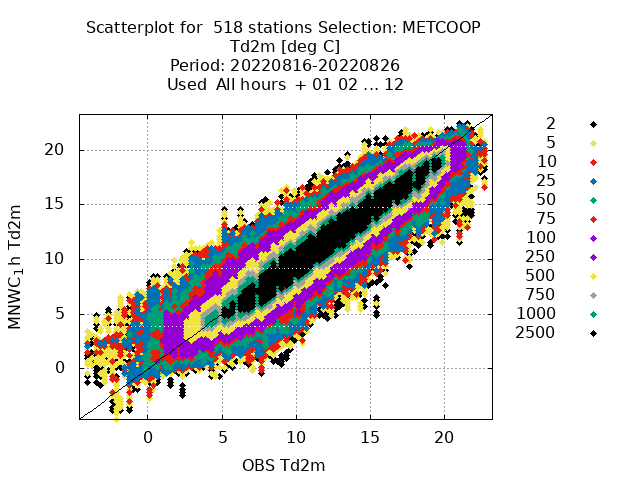 Scatterplot for 518 stations Selection: METCOOP
Td2m [deg C]
Period: 20220816-20220826
Used All hours + 01 02 ... 12
2
5
10
25
50
75
100
250
500
750
1000
2500
20
15
10
5
0
MNWC_1h Td2m
0 5 10 15 20
OBS Td2m